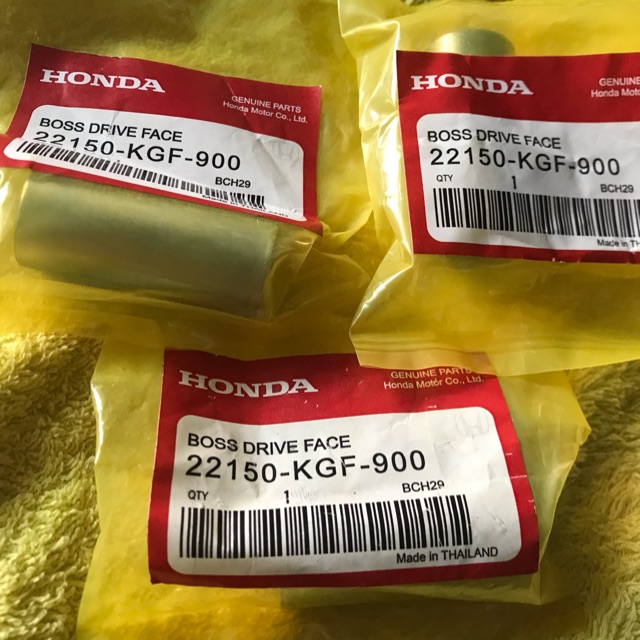 HONDA
GENUINE PARTS
Honda Motor Co., Ltd.
BOSS DRIVE FACE
22150-KGF-900
BCH29
HONDA
GENUINE
Honda Motor Co.,
BOSS DRIVE FACE
22150-KGF-900
QTY 1 BCH29
Made in TH
HONDA
GENUINE PARTS
Honda Motor Co., Ltd.
BOSS DRIVE FACE
22150-KGF-900
QTY 1 BCH29
Made in THAILAND